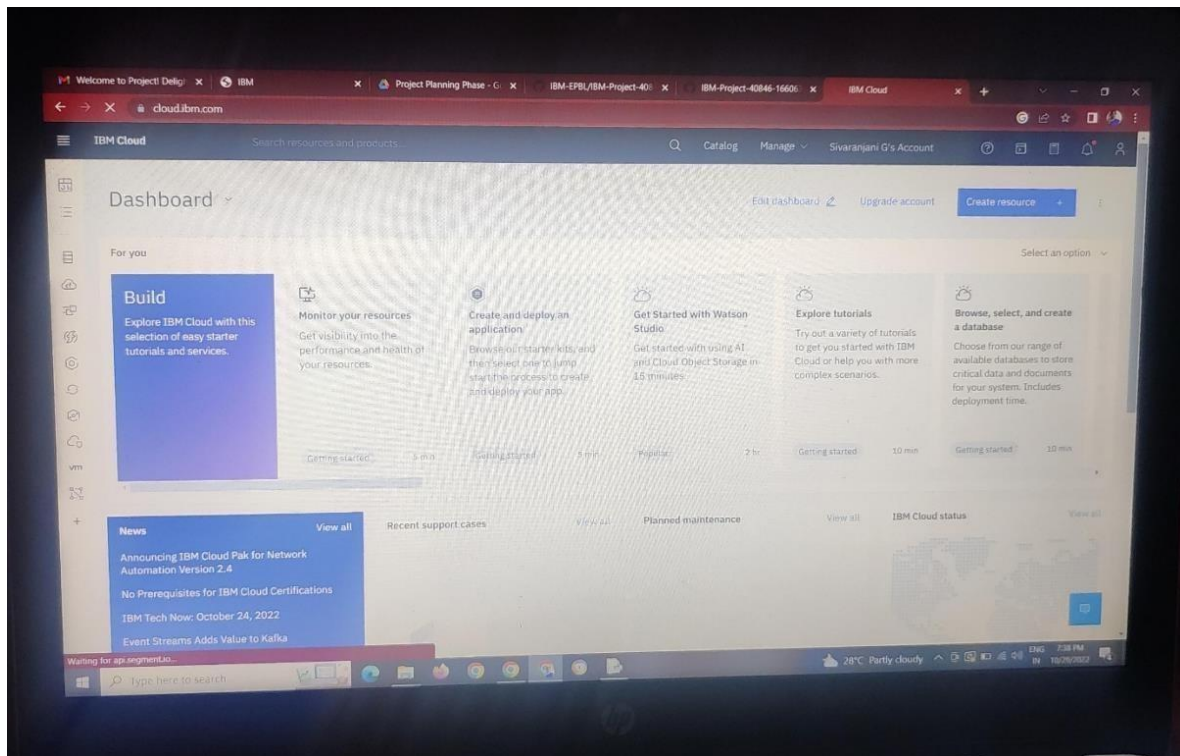 Welcome to Project! Delig
IBM
Project Planning Phase - G
IBM-EPBL/IBM-Project-408
IBM-Project-40846-16606
IBM Cloud
cloud.ibm.com
IBM Cloud
Search resources and products...
Catalog
Manage
Sivaranjani G's Account
Dashboard
Edit dashboard
Upgrade account
Create resource +
For you
Select an option
Build
Explore IBM Cloud with this
selection of easy starter
tutorials and services.
Monitor your resources
Get visibility into the
performance and health of
your resources.
Getting started
5 min
Create and deploy an
application
Browse our starter kits, and
then select one to jump
start the process to create
and deploy your app.
Getting started
5 min
Get Started with Watson
Studio
Get started with using AI
and Cloud Object Storage in
15 minutes
Popular
2 hr
Explore tutorials
Try out a variety of tutorials
to get you started with IBM
Cloud or help you with more
complex scenarios.
Getting started
10 min
Browse, select, and create
a database
Choose from our range of
available databases to store
critical data and documents
for your system. Includes
deployment time.
Getting started
10 min
vm
News
View all
Announcing IBM Cloud Pak for Network
Automation Version 2.4
No Prerequisites for IBM Cloud Certifications
IBM Tech Now: October 24, 2022
Event Streams Adds Value to Kafka
Recent support cases
View all
Planned maintenance
View all
IBM Cloud status
View all
Waiting for api.segment.io...
Type here to search
28°C Partly cloudy
ENG
IN
7:38 PM
10/29/2022
hp